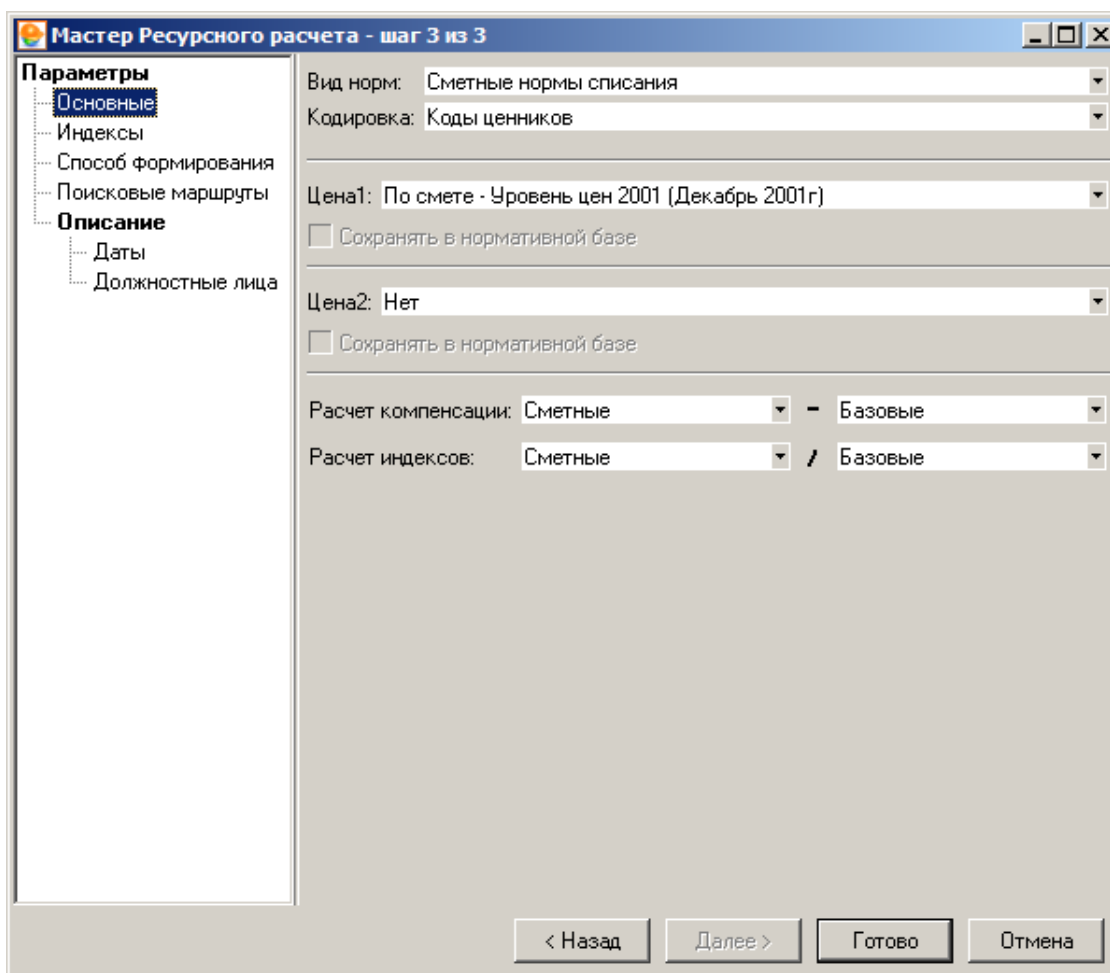 Мастер Ресурсного расчета - шаг 3 из 3
Параметры
Основные
Индексы
Способ формирования
Поисковые маршруты
Описание
Даты
Должностные лица
Вид норм: Сметные нормы списания
Кодировка: Коды ценников
Цена1: По смете - Уровень цен 2001 (Декабрь 2001г)
Сохранять в нормативной базе
Цена2: Нет
Сохранять в нормативной базе
Расчет компенсации: Сметные - Базовые
Расчет индексов: Сметные / Базовые
< Назад Далее > Готово Отмена